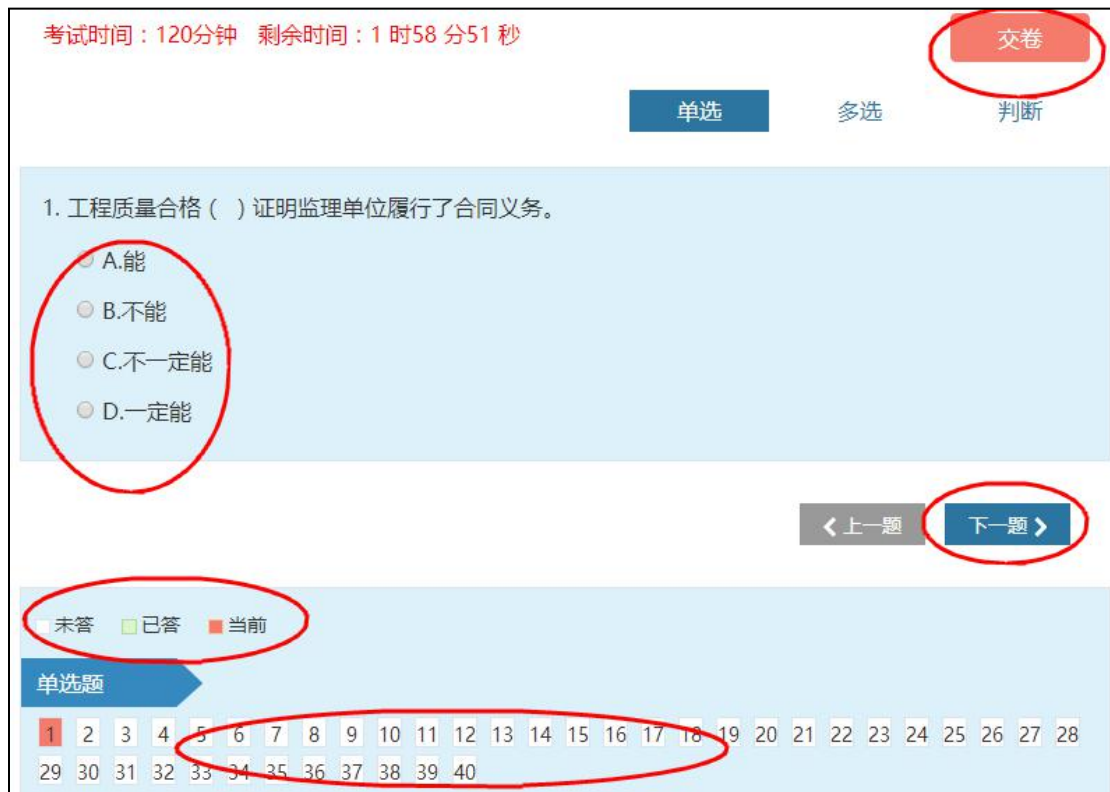 考试时间：120分钟 剩余时间：1 时58 分51 秒
交卷
单选 多选 判断
1. 工程质量合格（ ）证明监理单位履行了合同义务。
A.能
B.不能
C.不一定能
D.一定能
上一题 下一题
未答 已答 当前
单选题
1 2 3 4 5 6 7 8 9 10 11 12 13 14 15 16 17 18 19 20 21 22 23 24 25 26 27 28
29 30 31 32 33 34 35 36 37 38 39 40